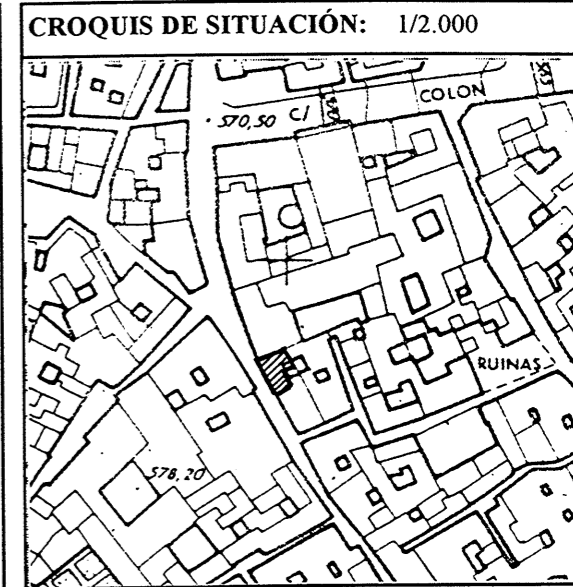 CROQUIS DE SITUACIÓN: 1/2.000
COLON
570,50 C/
RUINAS
578,20